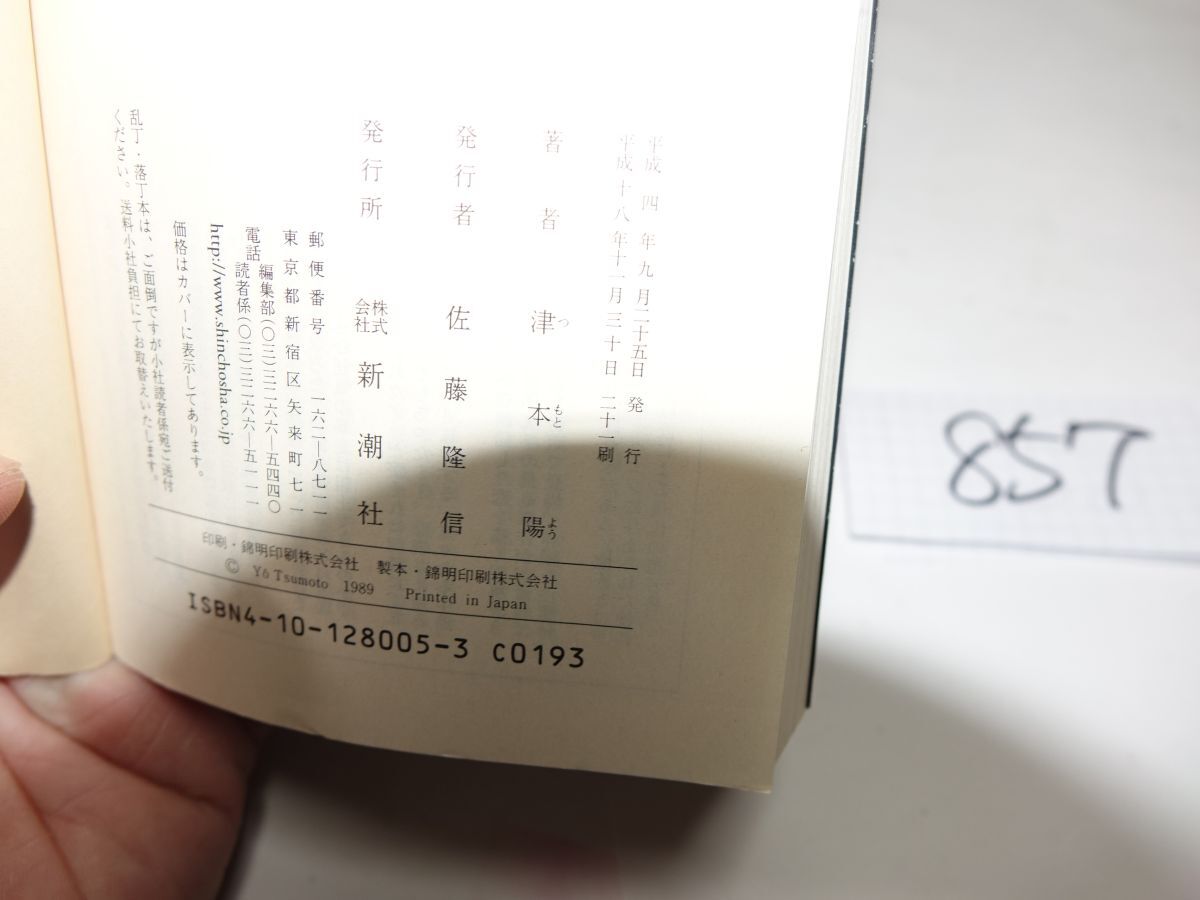 平成四年九月二十五日発行
平成十八年十一月三十日二十一刷
著者 津本陽
つもとよう
発行者 佐藤隆信
発行所 株式会社 新潮社
郵便番号 一六二―八七一一
東京都新宿区矢来町七一
電話 編集部(〇三)三二六六―五四四〇
読者係(〇三)三二六六―五一一一
http://www.shinchosha.co.jp
価格はカバーに表示してあります。
乱丁・落丁本は、ご面倒ですが小社読者係宛ご送付
ください。送料小社負担にてお取替えいたします。
印刷・錦明印刷株式会社 製本・錦明印刷株式会社
© Yô Tsumoto 1989 Printed in Japan
ISBN4-10-128005-3 C0193
857